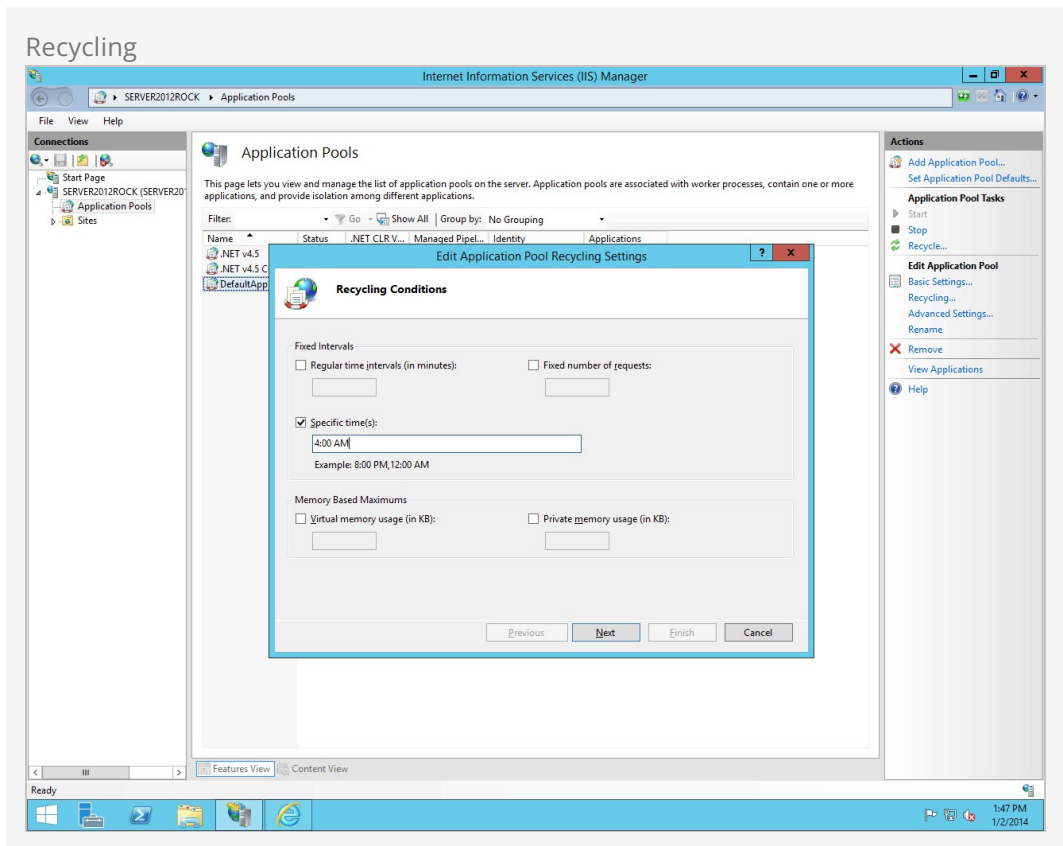 Recycling
Internet Information Services (IIS) Manager
SERVER2012ROCK
Application Pools
File View Help
Connections
Start Page
SERVER2012ROCK (SERVER20
Application Pools
Sites
Application Pools
This page lets you view and manage the list of application pools on the server. Application pools are associated with worker processes, contain one or more
applications, and provide isolation among different applications.
Filter: Go Show All Group by: No Grouping
Name Status .NET CLR V... Managed Pipel... Identity Applications
.NET v4.5
.NET v4.5 C
DefaultApp
Edit Application Pool Recycling Settings
? x
Recycling Conditions
Fixed Intervals
Regular time intervals (in minutes): Fixed number of requests:
Specific time(s):
4:00 AM
Example: 8:00 PM,12:00 AM
Memory Based Maximums
Virtual memory usage (in KB): Private memory usage (in KB):
Previous Next Finish Cancel
Features View Content View
Actions
Add Application Pool...
Set Application Pool Defaults...
Application Pool Tasks
Start
Stop
Recycle...
Edit Application Pool
Basic Settings...
Recycling...
Advanced Settings...
Rename
Remove
View Applications
Help
Ready
1:47 PM
1/2/2014